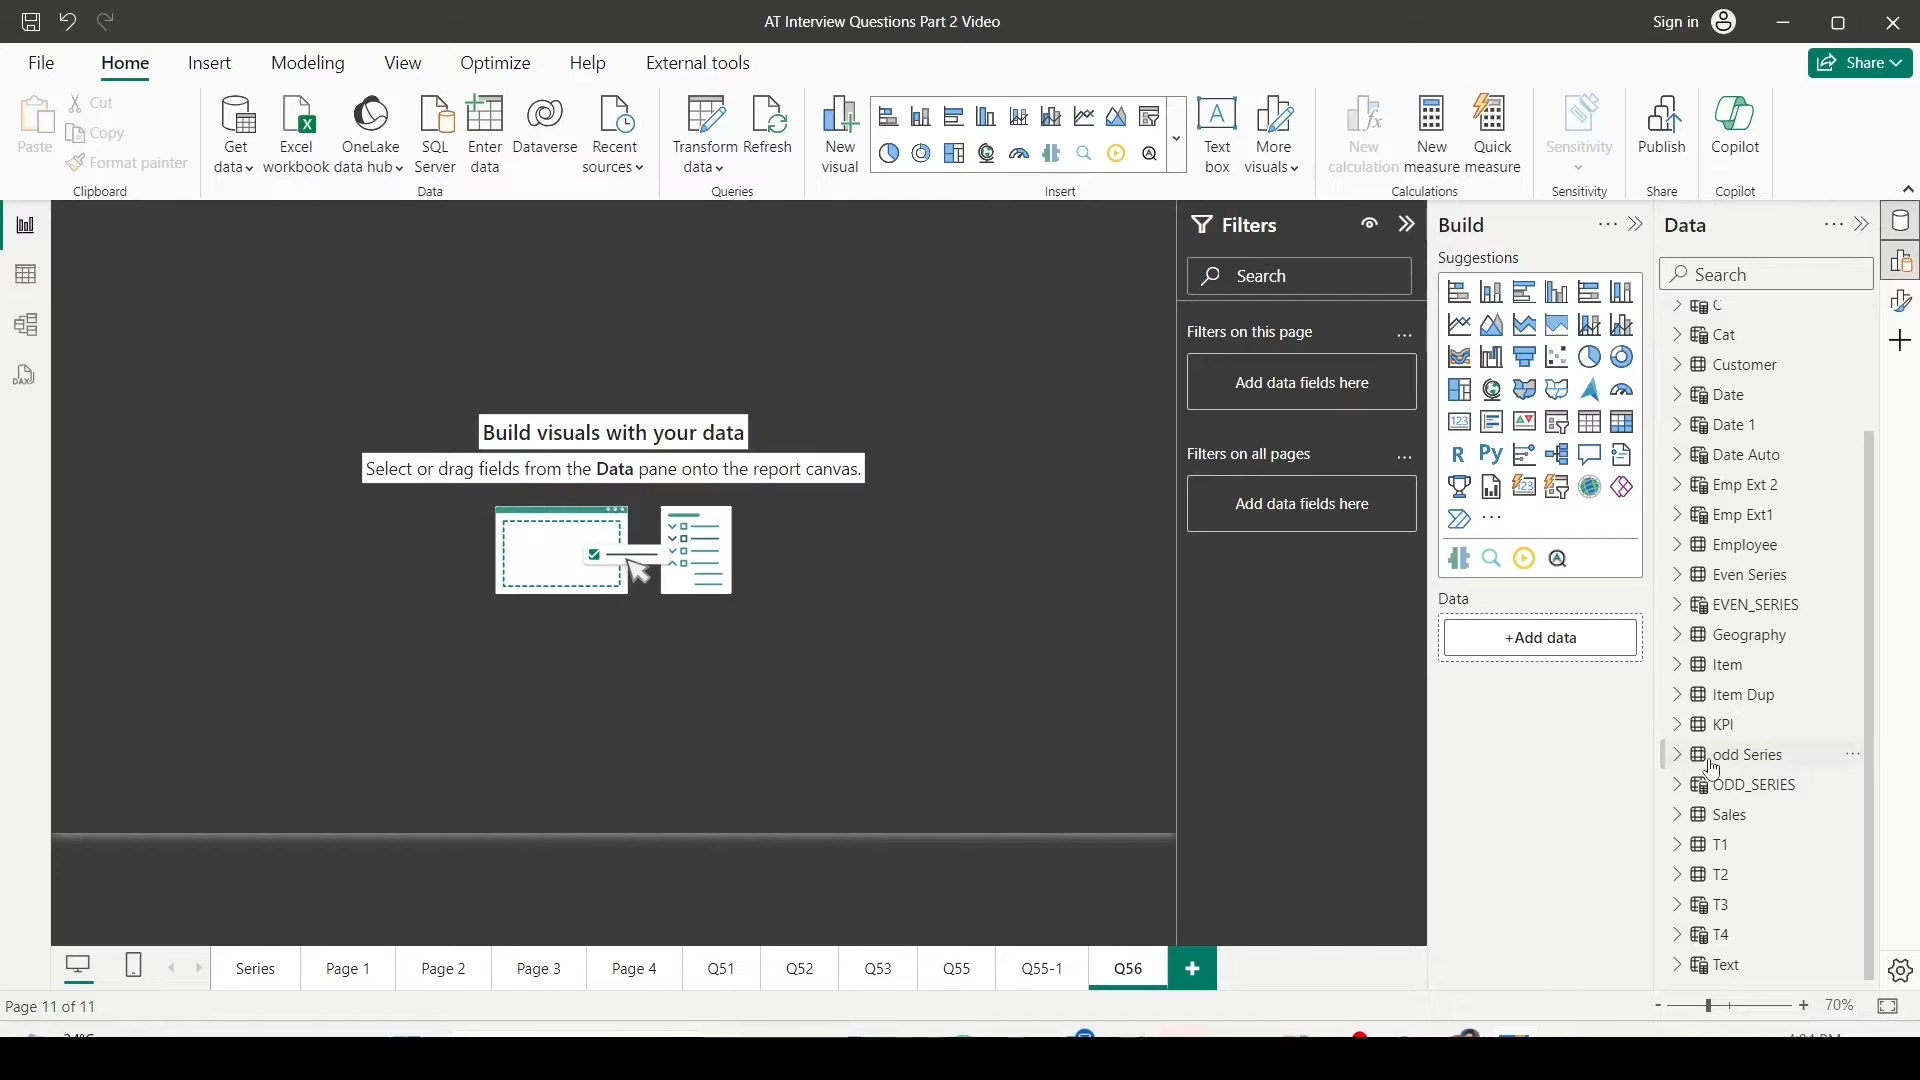 AT Interview Questions Part 2 Video
Sign in
File
Home
Insert
Modeling
View
Optimize
Help
External tools
Share
Paste
Cut
Copy
Format painter
Clipboard
Get data
Excel workbook
OneLake data hub
SQL Server
Enter data
Dataverse
Recent sources
Data
Transform data
Refresh
Queries
New visual
Text box
More visuals
Insert
New calculation
New measure
Quick measure
Calculations
Sensitivity
Sensitivity
Publish
Share
Copilot
Copilot
Build visuals with your data
Select or drag fields from the Data pane onto the report canvas.
Filters
Search
Filters on this page
...
Add data fields here
Filters on all pages
...
Add data fields here
Build
Suggestions
R
Py
123
Data
+Add data
Data
Search
C
Cat
Customer
Date
Date 1
Date Auto
Emp Ext 2
Emp Ext1
Employee
Even Series
EVEN_SERIES
Geography
Item
Item Dup
KPI
odd Series
ODD_SERIES
Sales
T1
T2
T3
T4
Text
DAX
Series
Page 1
Page 2
Page 3
Page 4
Q51
Q52
Q53
Q55
Q55-1
Q56
+
Page 11 of 11
- + 70%